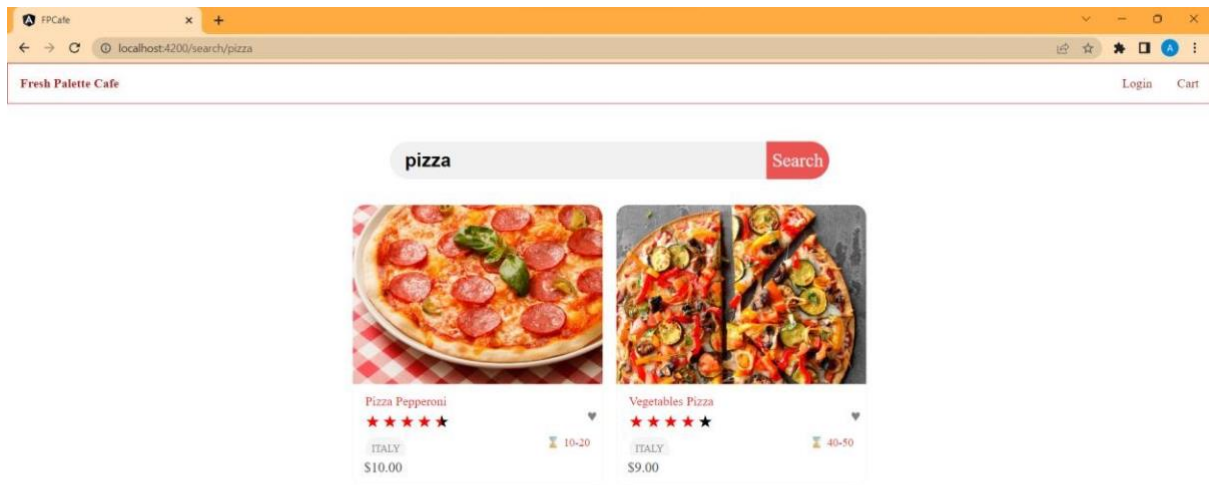 FPCafe
localhost:4200/search/pizza
A
Fresh Palette Cafe
Login
Cart
pizza
Search
Pizza Pepperoni
10-20
ITALY
$10.00
Vegetables Pizza
40-50
ITALY
$9.00